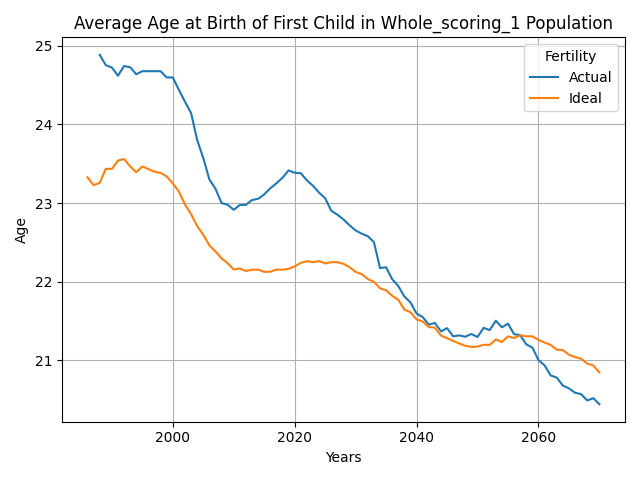 Average Age at Birth of First Child in Whole_scoring_1 Population
Fertility
Actual
Ideal
25
24
23
22
21
Age
2000
2020
2040
2060
Years